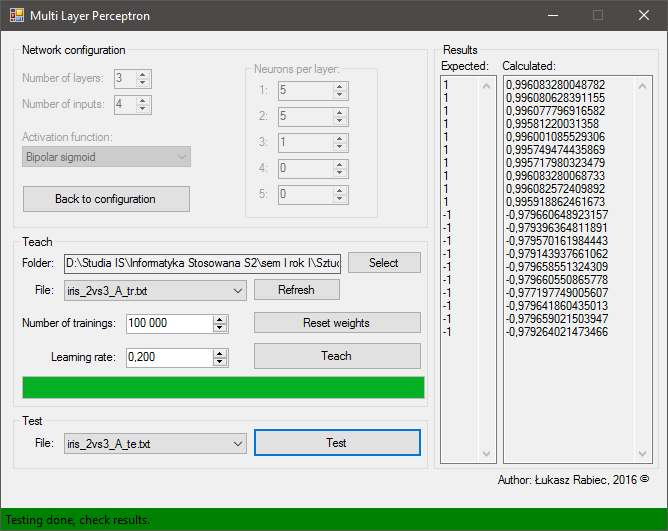 Multi Layer Perceptron
Network configuration
Number of layers: 3
Number of inputs: 4
Activation function:
Bipolar sigmoid
Back to configuration
Neurons per layer:
1: 5
2: 5
3: 1
4: 0
5: 0
Teach
Folder: D:\Studia IS\Informatyka Stosowana S2\sem I rok I\Sztuc Select
File: iris_2vs3_A_tr.txt Refresh
Number of trainings: 100 000 Reset weights
Learning rate: 0,200 Teach
Test
File: iris_2vs3_A_te.txt Test
Results
Expected: Calculated:
1 0,996083280048782
1 0,996080628391155
1 0,996077796916582
1 0,99581220031358
1 0,996001085529306
1 0,995749474435869
1 0,995717980323479
1 0,996083280068733
1 0,996082572409892
1 0,995918862461673
-1 -0,979660648923157
-1 -0,979396364811891
-1 -0,979570161984443
-1 -0,979143937661062
-1 -0,979658551324309
-1 -0,979660550865778
-1 -0,977197749005607
-1 -0,979641860435013
-1 -0,979659021503947
-1 -0,979264021473466
Author: Łukasz Rabiec, 2016 ©
Testing done, check results.